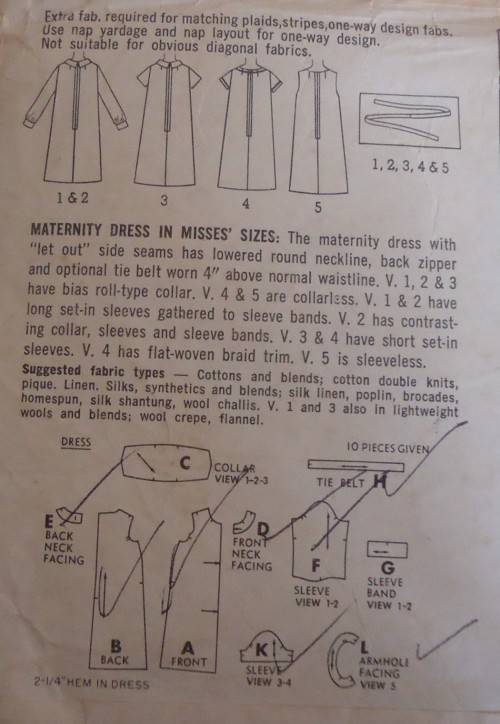 Extra fab. required for matching plaids,stripes,one-way design fabs.
Use nap yardage and nap layout for one-way design.
Not suitable for obvious diagonal fabrics.
1 & 2
3
4
5
1, 2, 3, 4 & 5
MATERNITY DRESS IN MISSES' SIZES: The maternity dress with
"let out" side seams has lowered round neckline, back zipper
and optional tie belt worn 4" above normal waistline. V. 1, 2 & 3
have bias roll-type collar. V. 4 & 5 are collarless. V. 1 & 2 have
long set-in sleeves gathered to sleeve bands. V. 2 has contrast-
ing collar, sleeves and sleeve bands. V. 3 & 4 have short set-in
sleeves. V. 4 has flat-woven braid trim. V. 5 is sleeveless.
Suggested fabric types — Cottons and blends; cotton double knits,
pique. Linen. Silks, synthetics and blends; silk linen, poplin, brocades,
homespun, silk shantung, wool challis. V. 1 and 3 also in lightweight
wools and blends; wool crepe, flannel.
DRESS
10 PIECES GIVEN
C
COLLAR
VIEW 1-2-3
TIE BELT H
E
BACK
NECK
FACING
D
FRONT
NECK
FACING
F
SLEEVE
VIEW 1-2
G
SLEEVE
BAND
VIEW 1-2
B
BACK
A
FRONT
K
SLEEVE
VIEW 3-4
L
ARMHOLE
FACING
VIEW 5
2-1/4" HEM IN DRESS